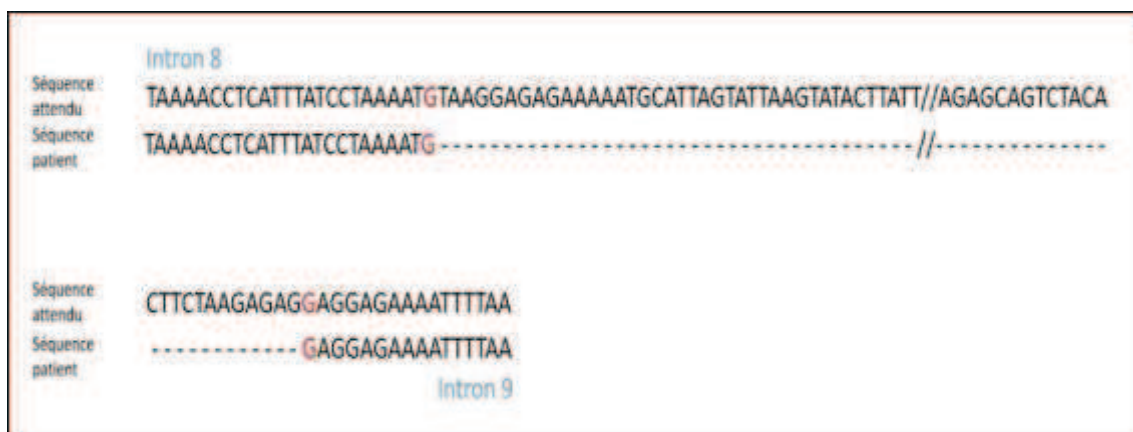 Intron 8
Séquence attendu
TAAAACCTCATTTATCCTAAAATGTAAGGAGAGAAAAATGCATTAGTATTAAGTATACTTATT//AGAGCAGTCTACA
Séquence patient
TAAAACCTCATTTATCCTAAAATG--------------------------------------//--------------
Séquence attendu
CTTCTAAGAGAGGAGGAGAAAATTTTAA
Séquence patient
------------GAGGAGAAAATTTTAA
Intron 9